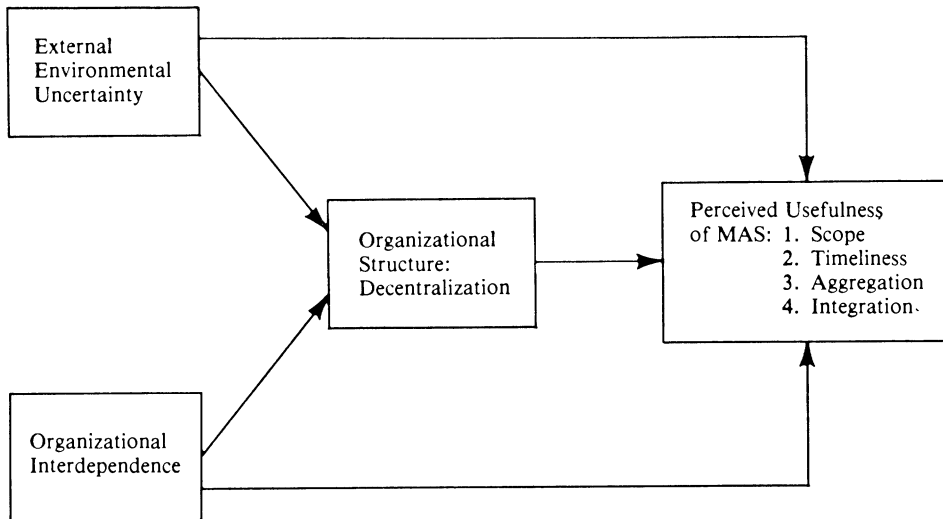 External
Environmental
Uncertainty
Organizational
Structure:
Decentralization
Perceived Usefulness
of MAS: 1. Scope
2. Timeliness
3. Aggregation
4. Integration
Organizational
Interdependence